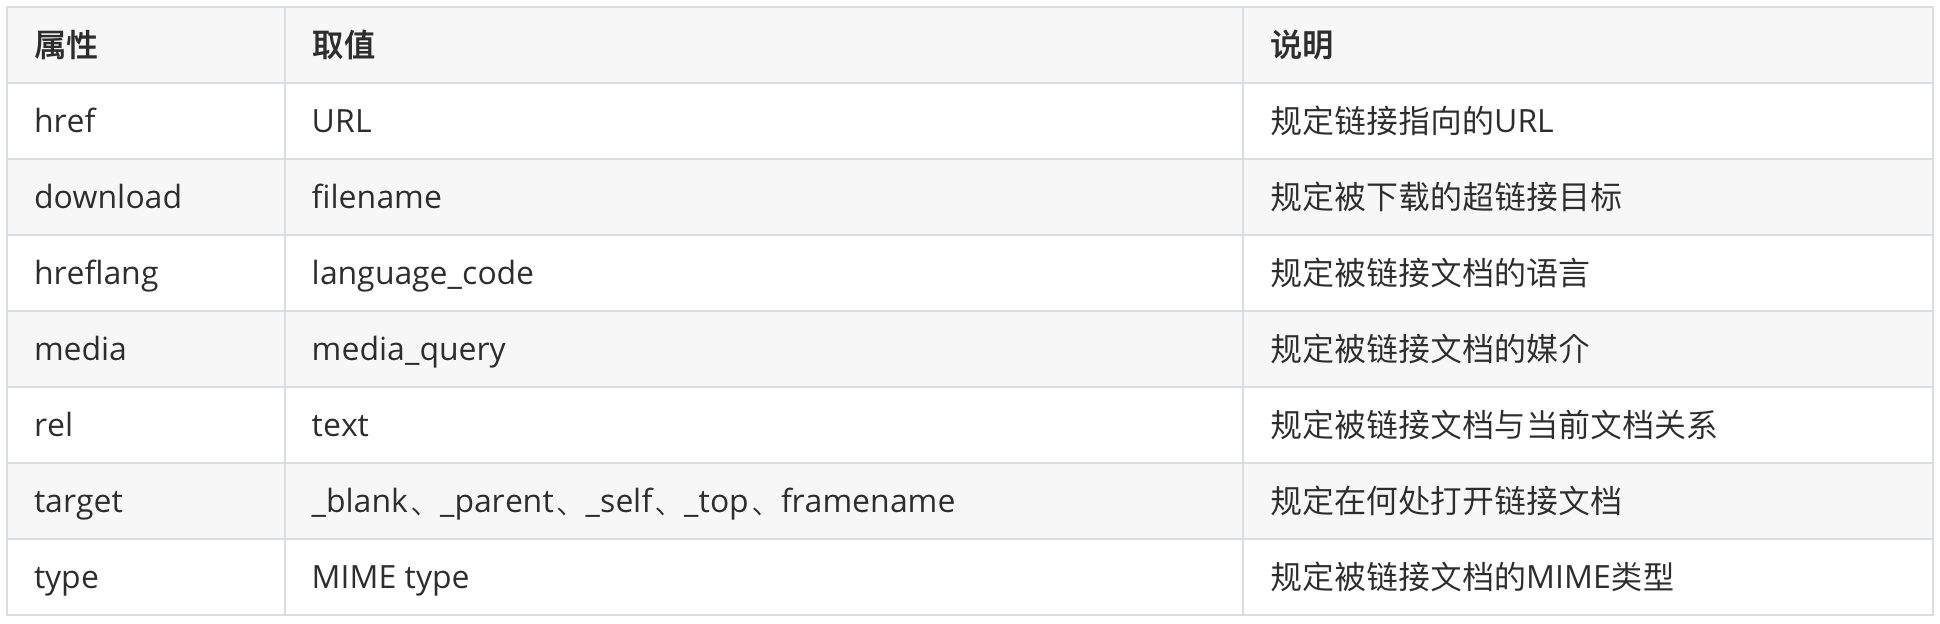 属性 取值 说明
href URL 规定链接指向的URL
download filename 规定被下载的超链接目标
hreflang language_code 规定被链接文档的语言
media media_query 规定被链接文档的媒介
rel text 规定被链接文档与当前文档关系
target _blank、_parent、_self、_top、framename 规定在何处打开链接文档
type MIME type 规定被链接文档的MIME类型